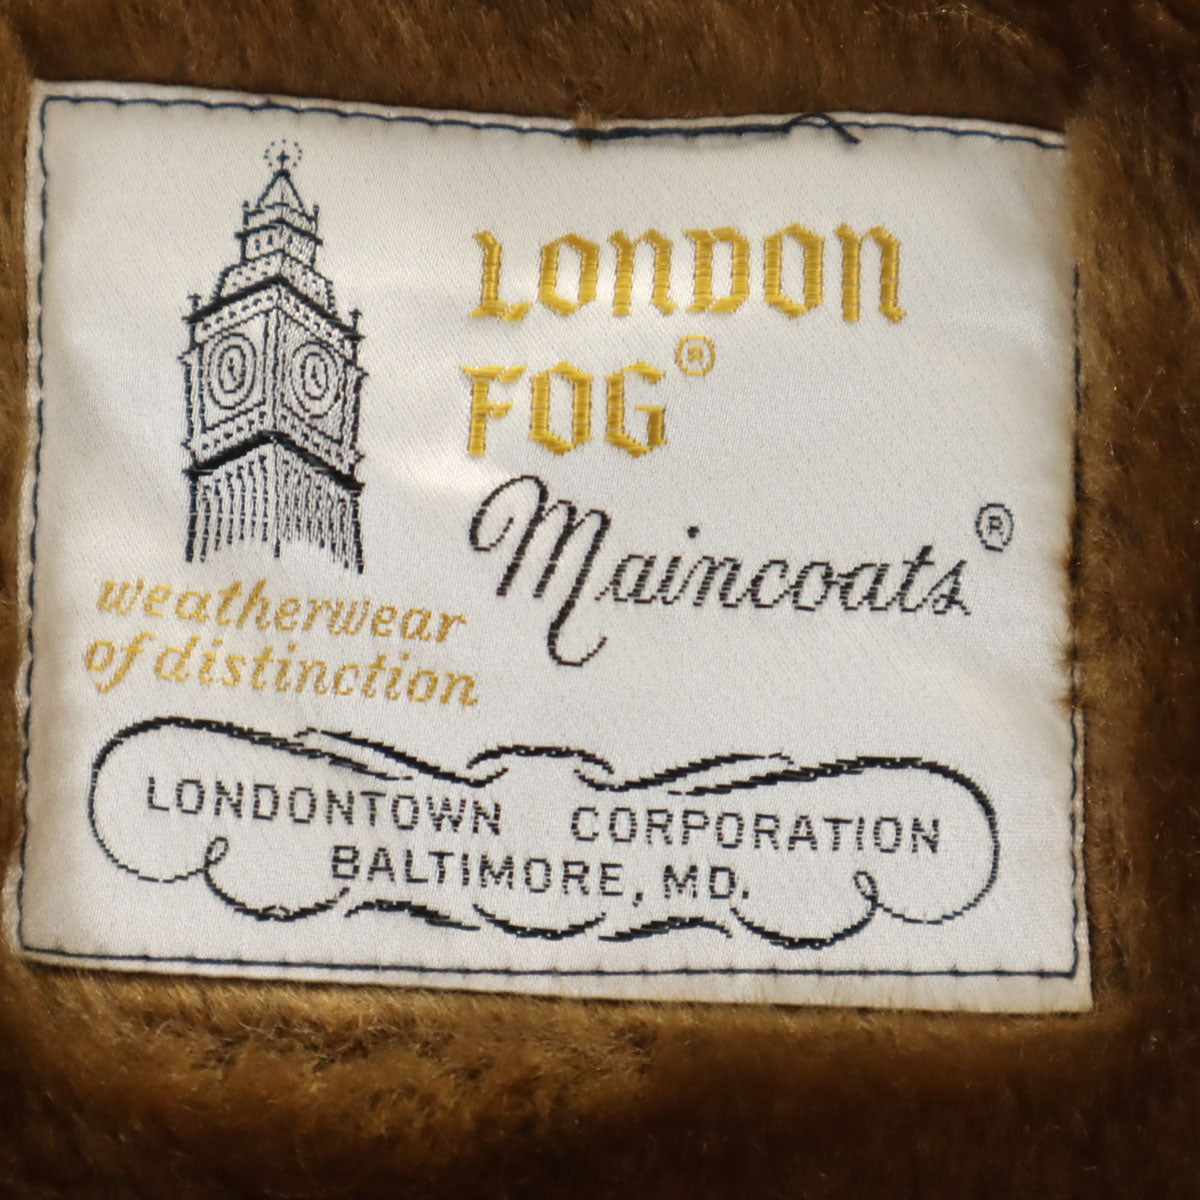 LONDON
FOG®
Maincoats®
weatherwear
of distinction
LONDONTOWN CORPORATION
BALTIMORE, MD.